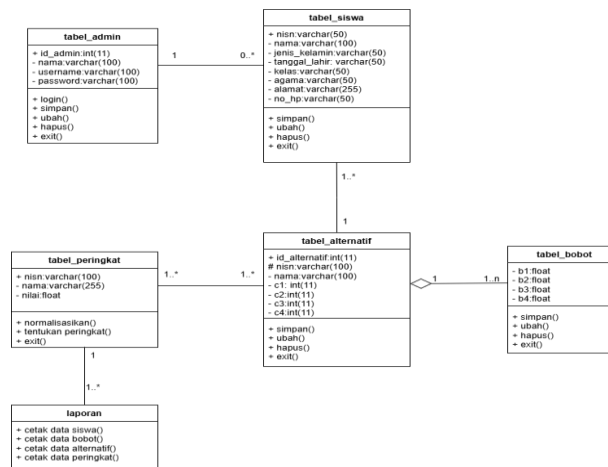 tabel_admin
+ id_admin:int(11)
- nama:varchar(100)
- username:varchar(100)
- password:varchar(100)
+ login()
+ simpan()
+ ubah()
+ hapus()
+ exit()
1
0..*
tabel_siswa
+ nisn:varchar(50)
- nama:varchar(100)
- jenis_kelamin:varchar(50)
- tanggal_lahir: varchar(50)
- kelas:varchar(50)
- agama:varchar(50)
- alamat:varchar(255)
- no_hp:varchar(50)
+ simpan()
+ ubah()
+ hapus()
+ exit()
1..*
1
tabel_peringkat
+ nisn:varchar(100)
- nama:varchar(255)
- nilai:float
+ normalisasikan()
+ tentukan peringkat()
+ exit()
1..*
1..*
tabel_alternatif
+ id_alternatif:int(11)
# nisn:varchar(100)
- nama:varchar(100)
- c1: int(11)
- c2:int(11)
- c3:int(11)
- c4:int(11)
+ simpan()
+ ubah()
+ hapus()
+ exit()
1
1..n
tabel_bobot
- b1:float
- b2:float
- b3:float
- b4:float
+ simpan()
+ ubah()
+ hapus()
+ exit()
1
1..*
laporan
+ cetak data siswa()
+ cetak data bobot()
+ cetak data alternatif()
+ cetak data peringkat()